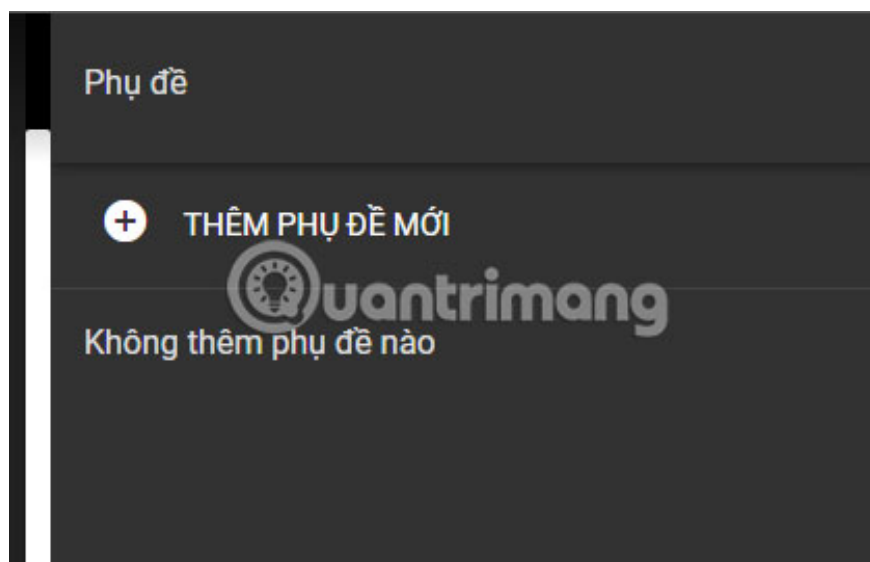 Phụ đề
THÊM PHỤ ĐỀ MỚI
Quantrimang
Không thêm phụ đề nào